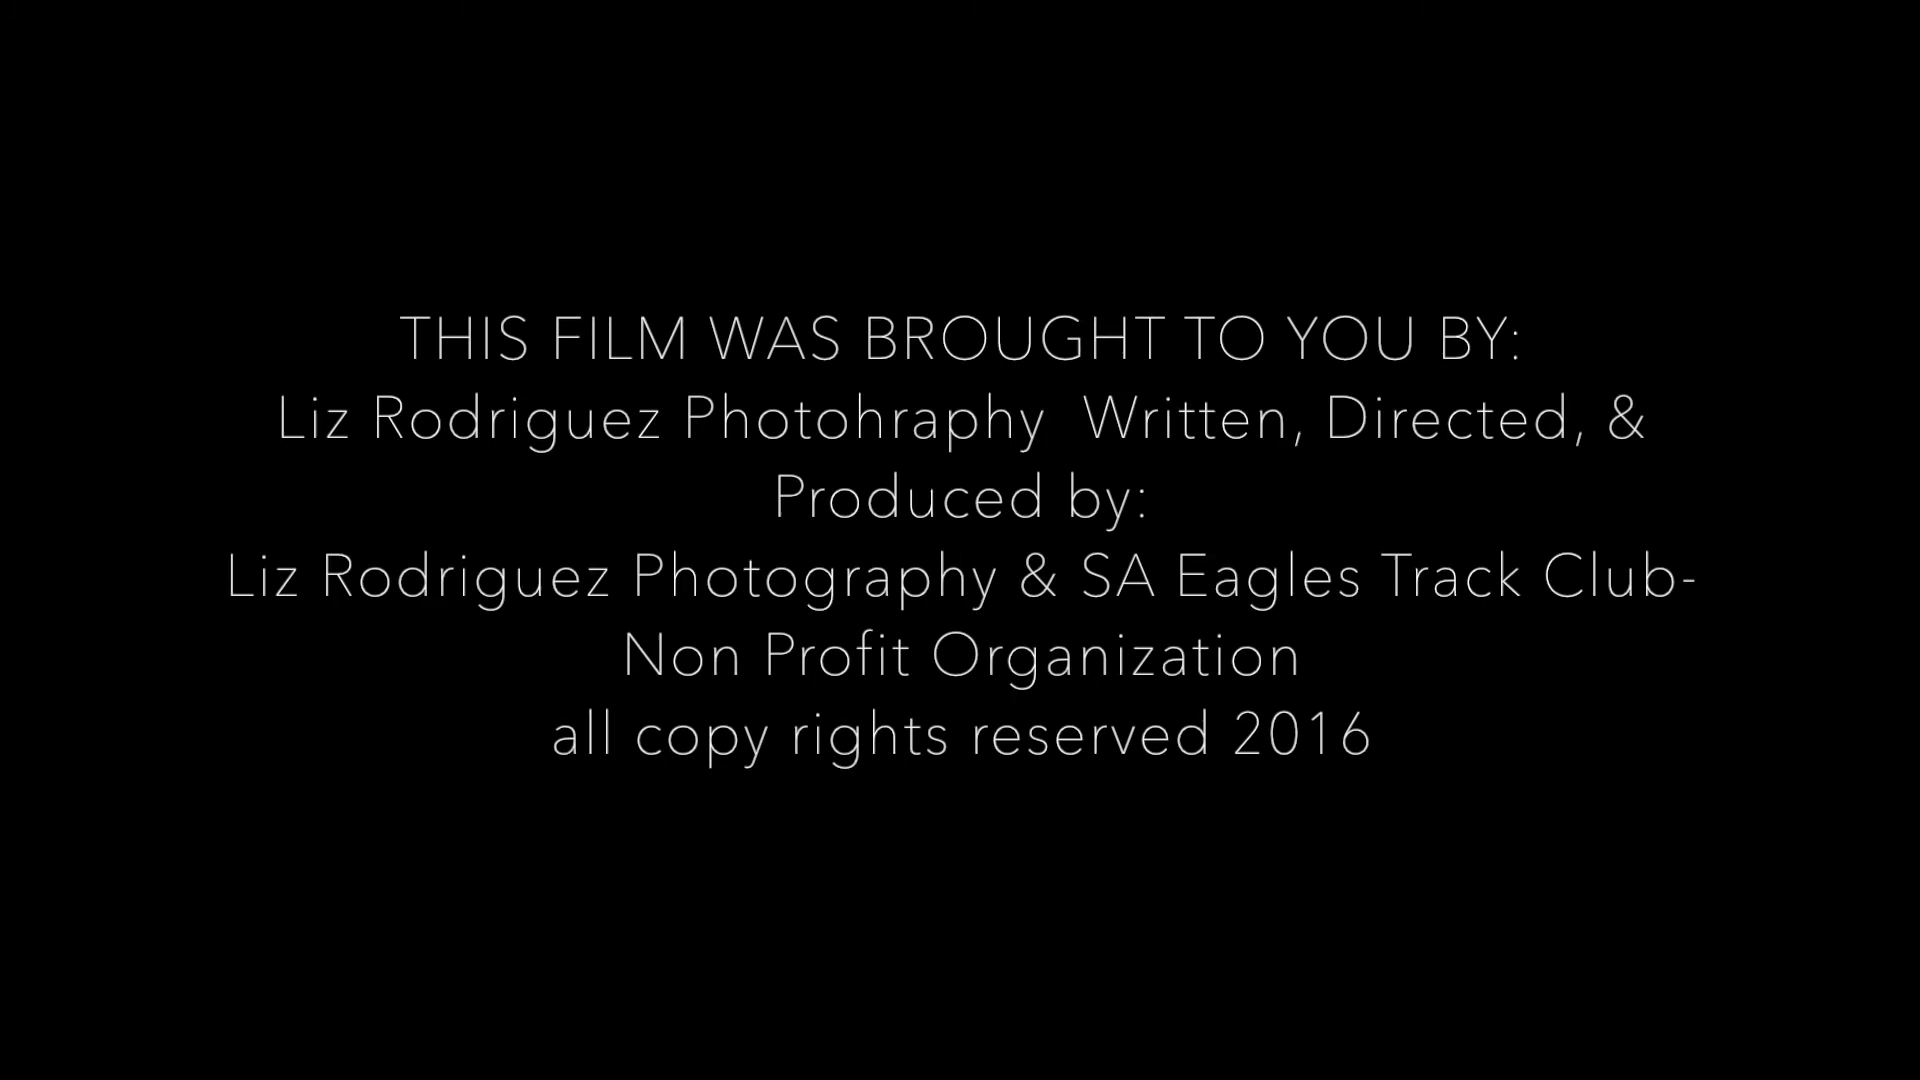 THIS FILM WAS BROUGHT TO YOU BY:
Liz Rodriguez Photohraphy  Written, Directed, &
Produced by:
Liz Rodriguez Photography & SA Eagles Track Club-
Non Profit Organization
all copy rights reserved 2016